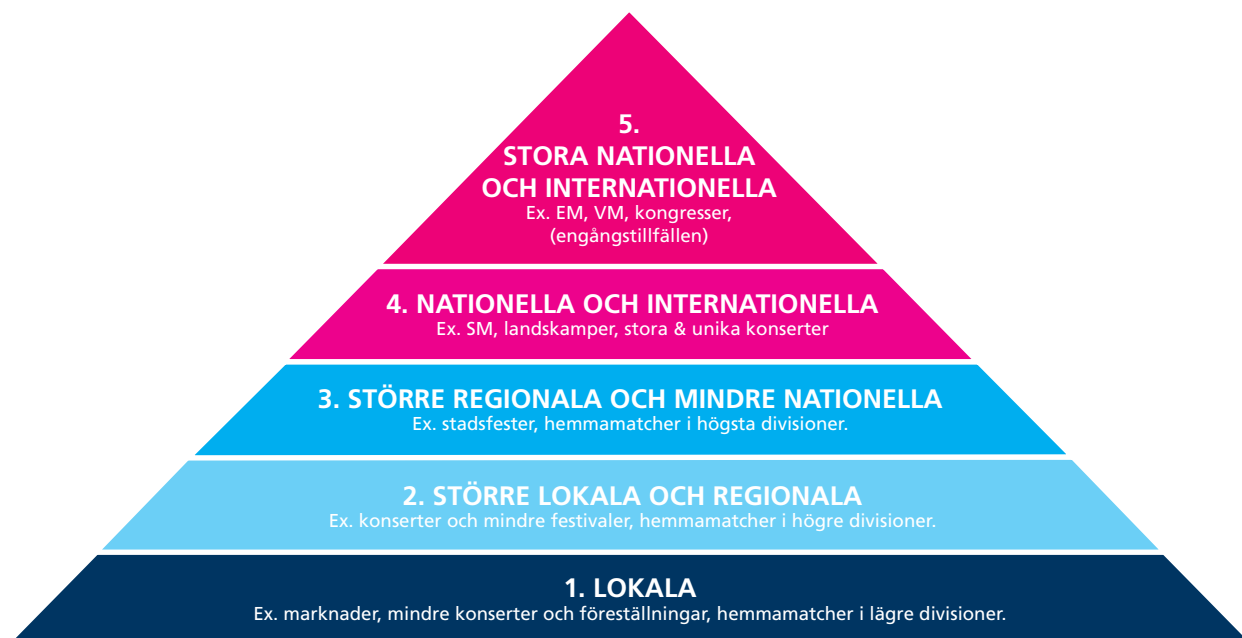 5.
STORA NATIONELLA
OCH INTERNATIONELLA
Ex. EM, VM, kongresser,
(engångstillfällen)
4. NATIONELLA OCH INTERNATIONELLA
Ex. SM, landskamper, stora & unika konserter
3. STÖRRE REGIONALA OCH MINDRE NATIONELLA
Ex. stadsfester, hemmamatcher i högsta divisioner.
2. STÖRRE LOKALA OCH REGIONALA
Ex. konserter och mindre festivaler, hemmamatcher i högre divisioner.
1. LOKALA
Ex. marknader, mindre konserter och föreställningar, hemmamatcher i lägre divisioner.